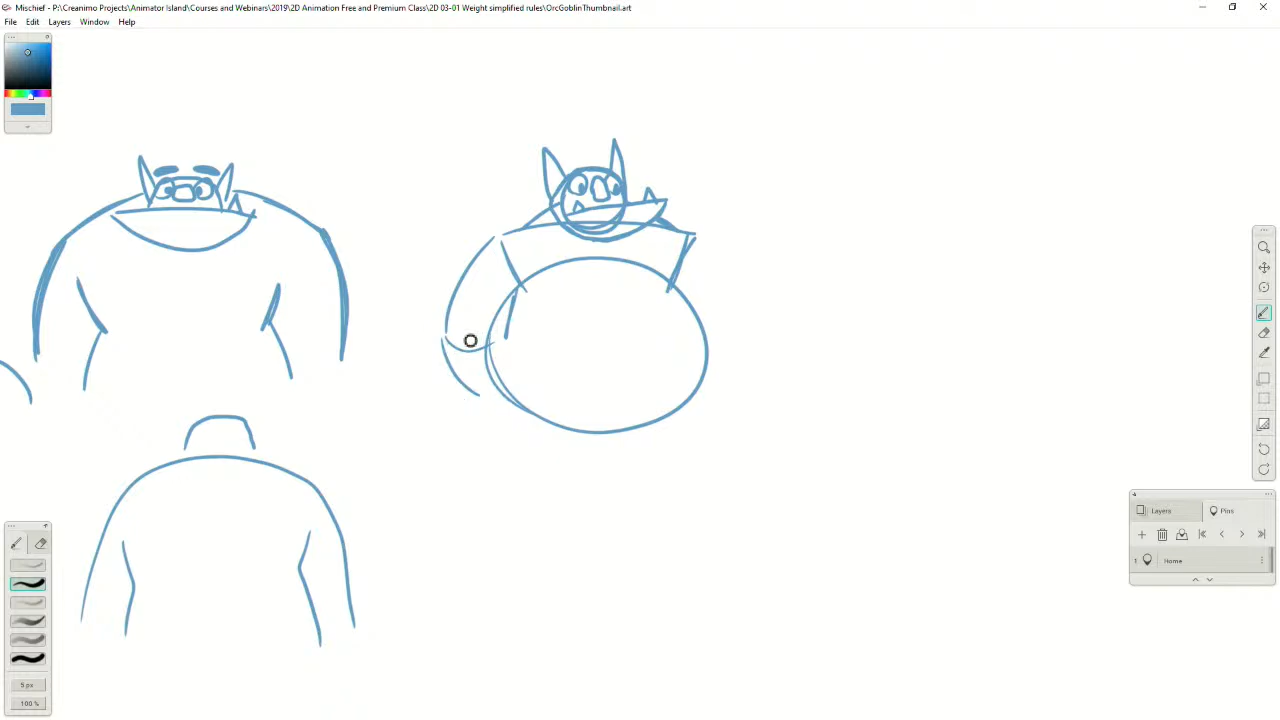 Mischief - P:\Creanimo Projects\Animator Island\Courses and Webinars\2019\2D Animation Free and Premium Class\2D 03-01 Weight simplified rules\OrcGoblinThumbnail.art
File Edit Layers Window Help
Layers Pins
1 Home
5 px
100 %